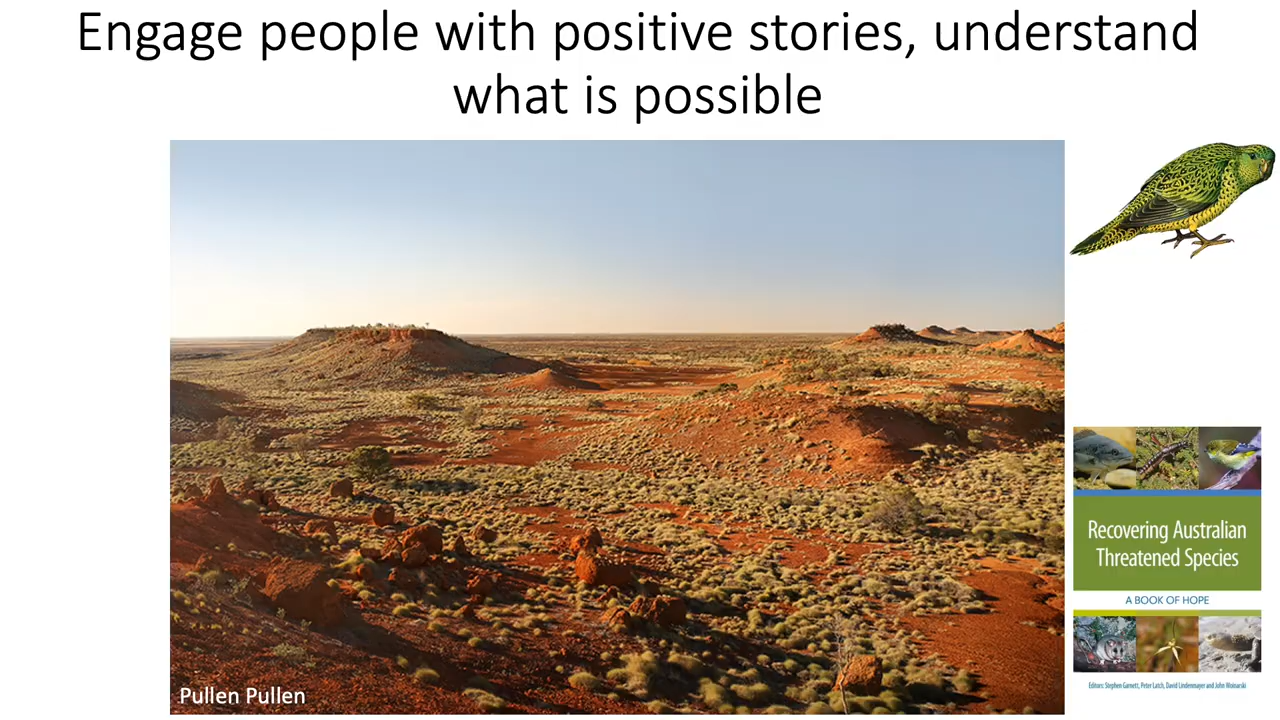 Engage people with positive stories, understand
what is possible
Pullen Pullen
Recovering Australian
Threatened Species
A BOOK OF HOPE
Editors: Stephen Garnett, Peter Latch, David Lindenmayer and John Woinarski